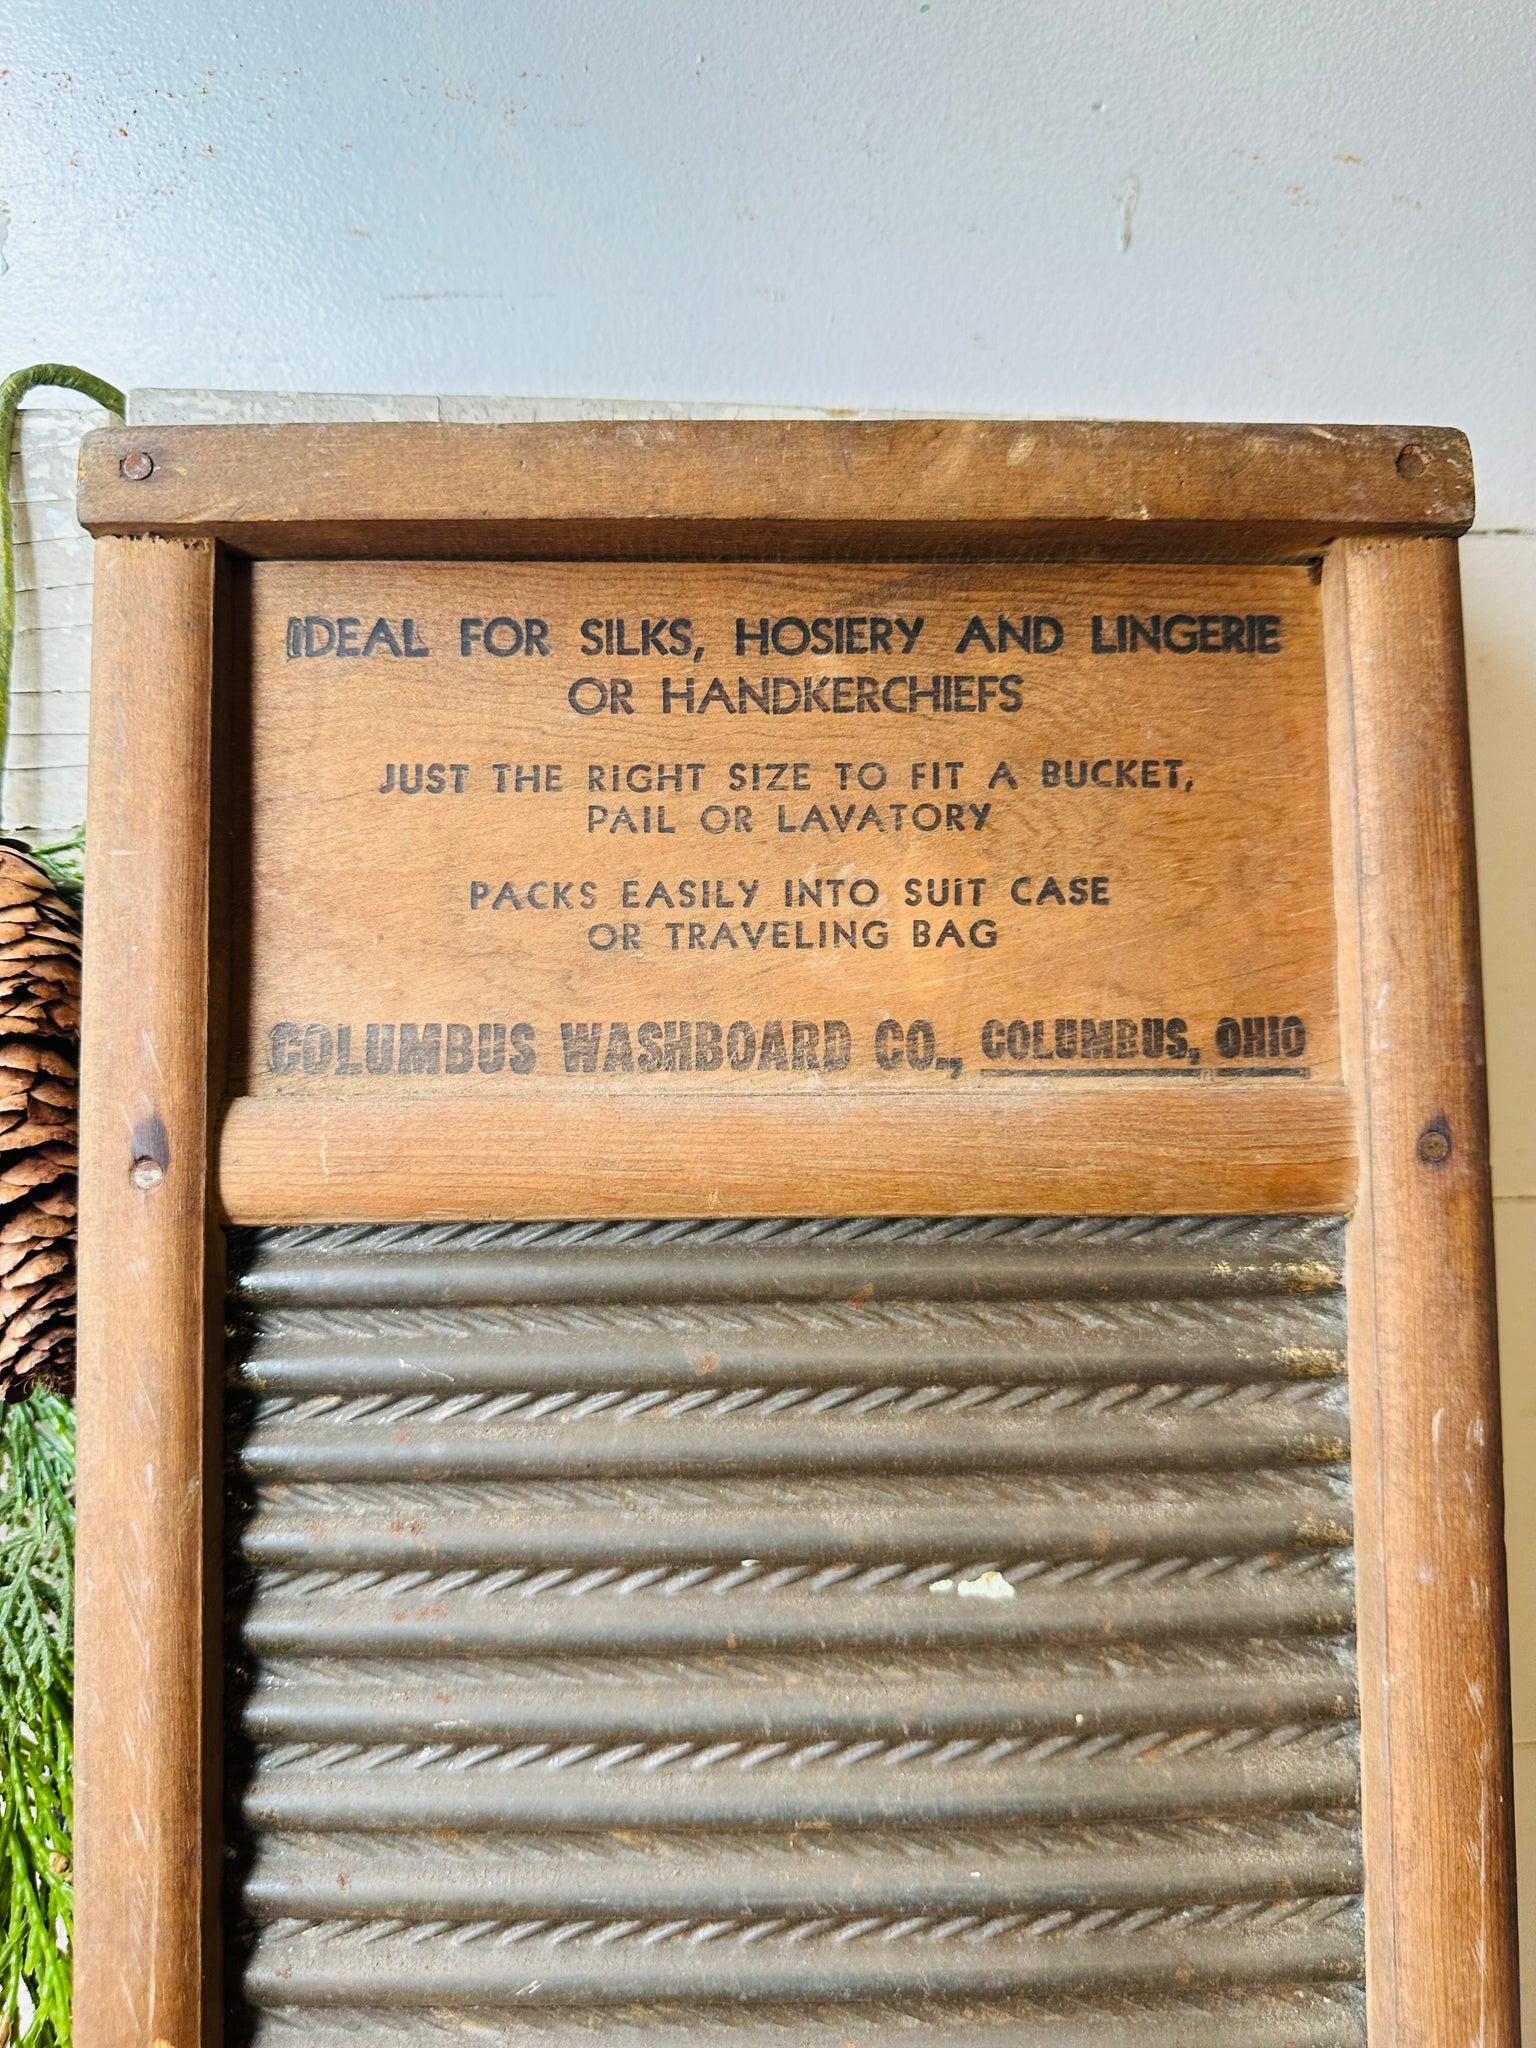 IDEAL FOR SILKS, HOSIERY AND LINGERIE
OR HANDKERCHIEFS
JUST THE RIGHT SIZE TO FIT A BUCKET,
PAIL OR LAVATORY
PACKS EASILY INTO SUIT CASE
OR TRAVELING BAG
COLUMBUS WASHBOARD CO., COLUMBUS, OHIO